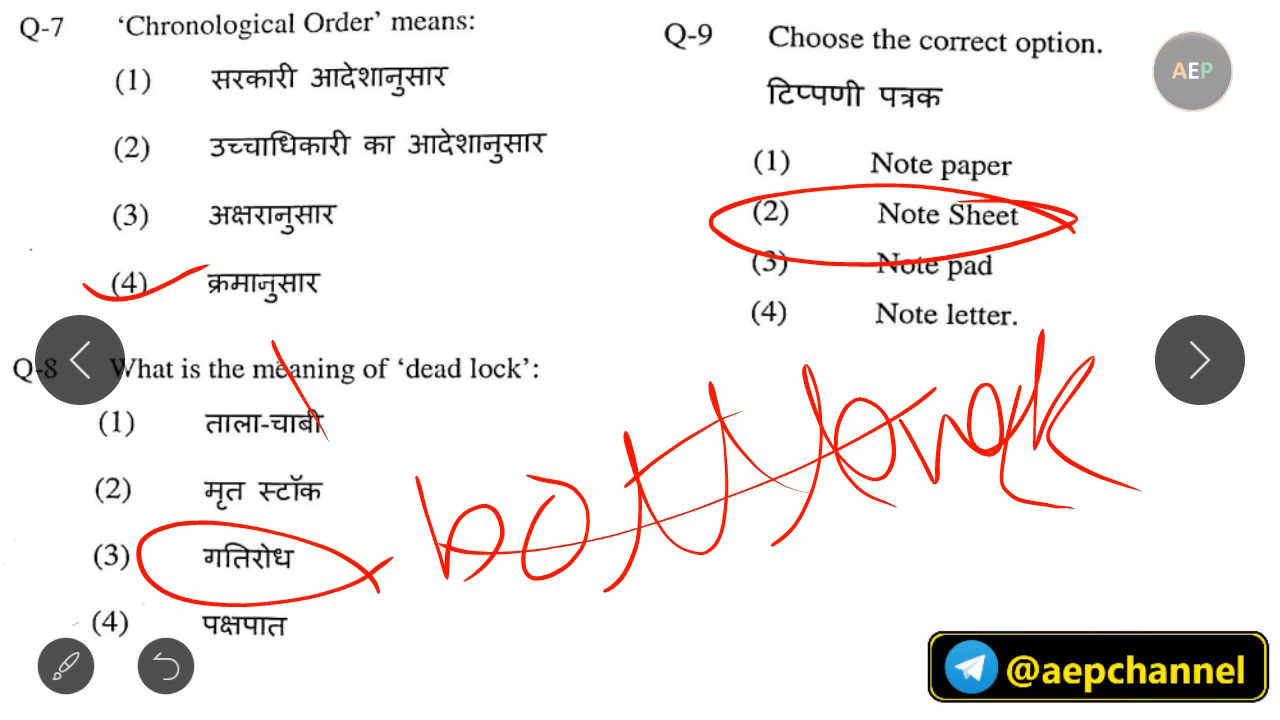 Q-7 'Chronological Order' means:
(1) सरकारी आदेशानुसार
(2) उच्चाधिकारी का आदेशानुसार
(3) अक्षरानुसार
(4) क्रमानुसार
Q-8 What is the meaning of 'dead lock':
(1) ताला-चाबी
(2) मृत स्टॉक
(3) गतिरोध
(4) पक्षपात
Q-9 Choose the correct option.
टिप्पणी पत्रक
(1) Note paper
(2) Note Sheet
(3) Note pad
(4) Note letter.
AEP
@aepchannel